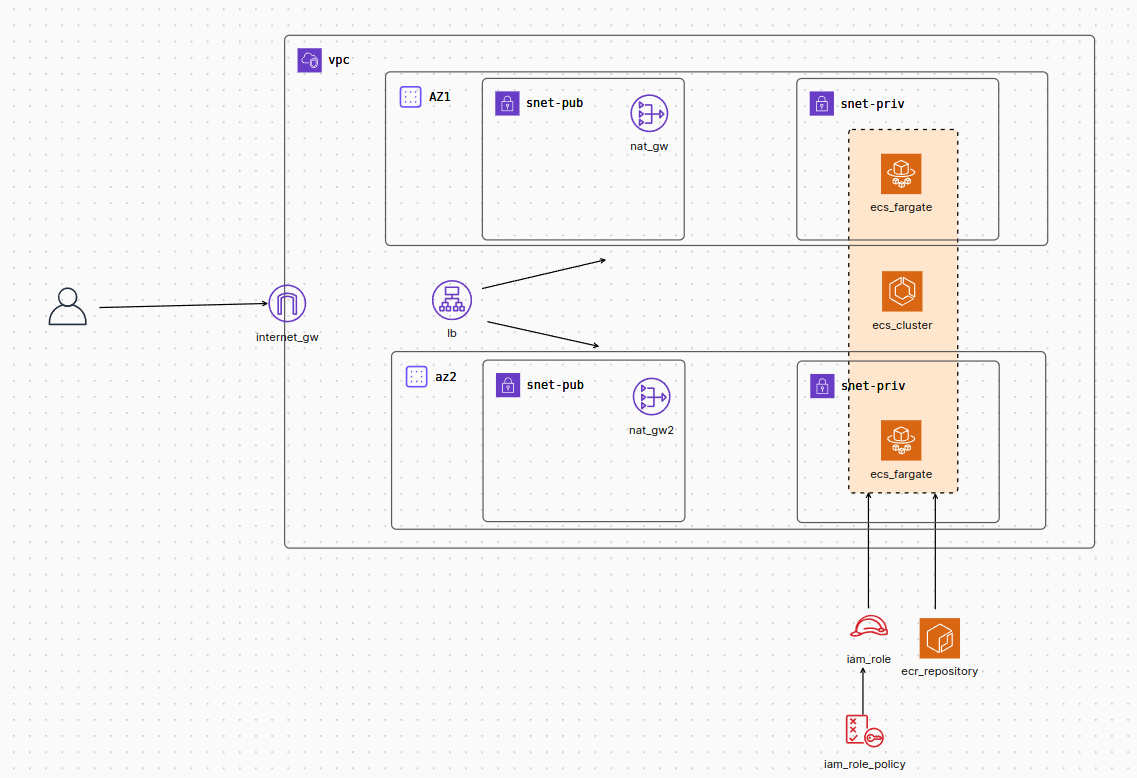 vpc
AZ1
snet-pub
nat_gw
snet-priv
ecs_fargate
internet_gw
lb
ecs_cluster
az2
snet-pub
nat_gw2
snet-priv
ecs_fargate
iam_role
ecr_repository
iam_role_policy